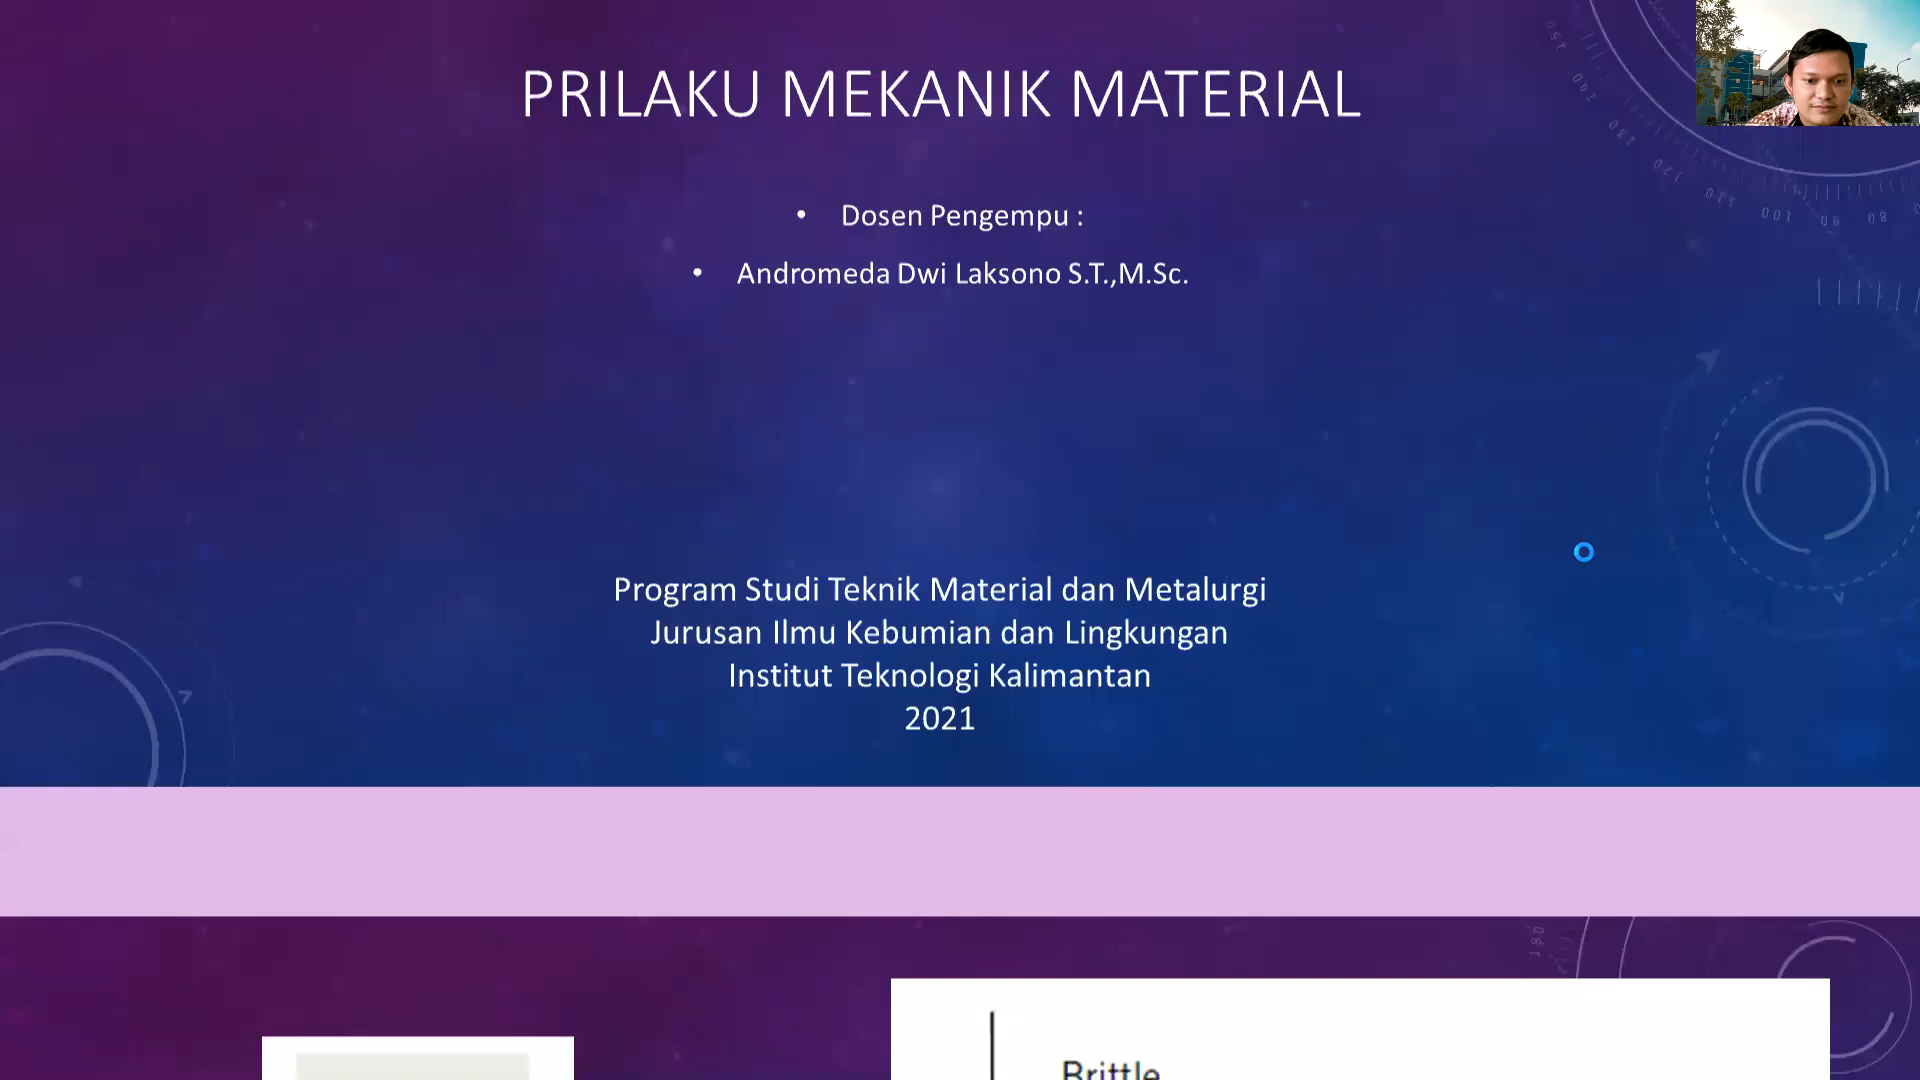 PRILAKU MEKANIK MATERIAL
• Dosen Pengempu :
• Andromeda Dwi Laksono S.T.,M.Sc.
Program Studi Teknik Material dan Metalurgi
Jurusan Ilmu Kebumian dan Lingkungan
Institut Teknologi Kalimantan
2021
Brittle